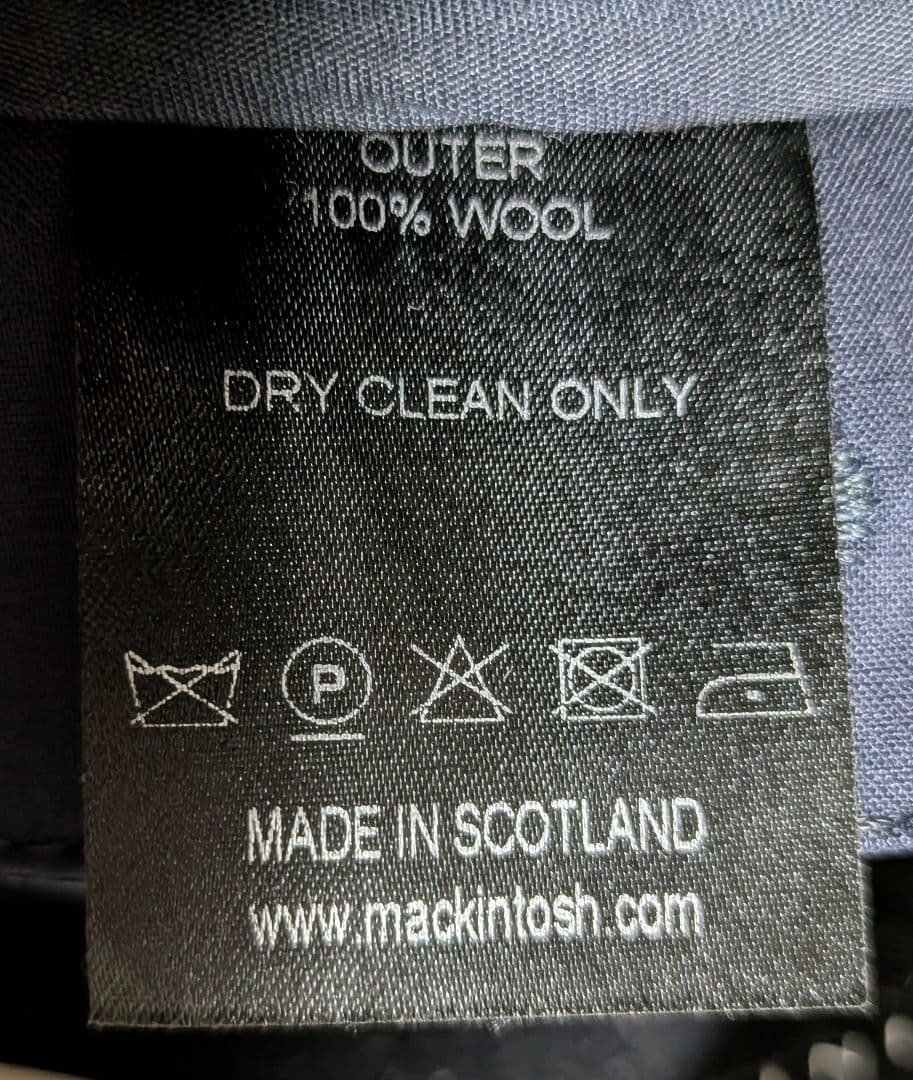 OUTER
100% WOOL
DRY CLEAN ONLY
P
MADE IN SCOTLAND
www.mackintosh.com